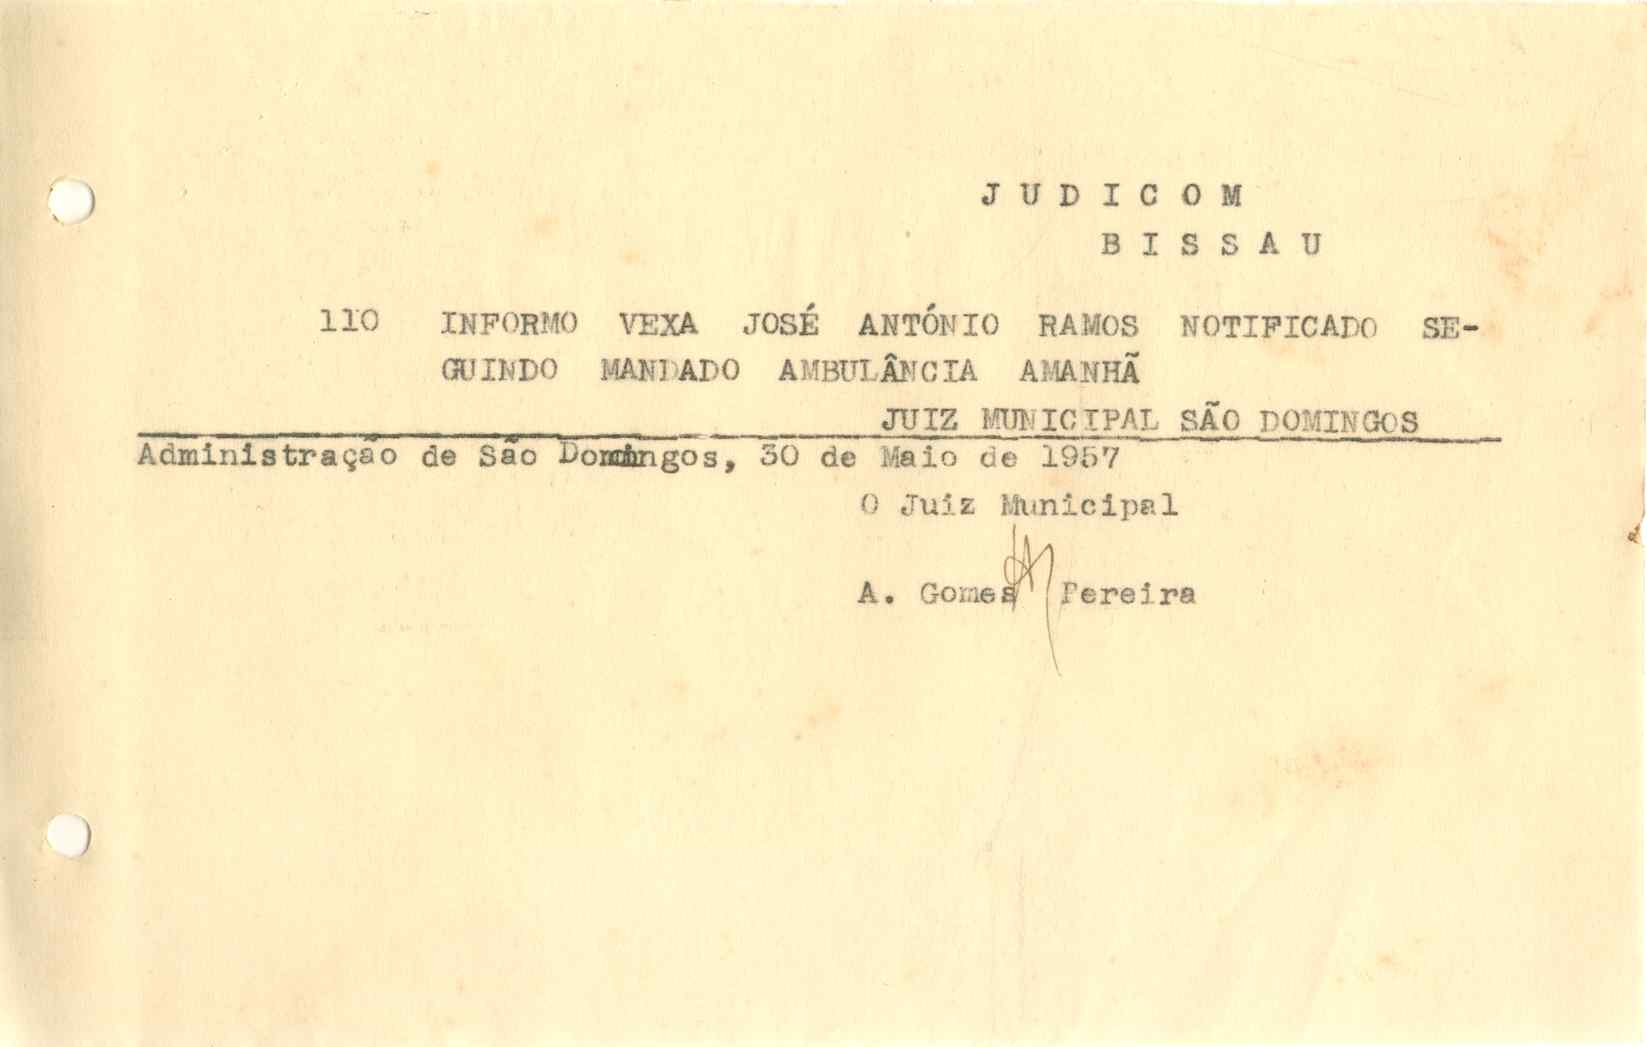 J U D I C O M
B I S S A U
110 INFORMO VEXA JOSÉ ANTÓNIO RAMOS NOTIFICADO SE-
GUINDO MANDADO AMBULÂNCIA AMANHÃ
JUIZ MUNICIPAL SÃO DOMINGOS
Administração de São Domingos, 30 de Maio de 1957
O Juiz Municipal
A. Gomes Pereira